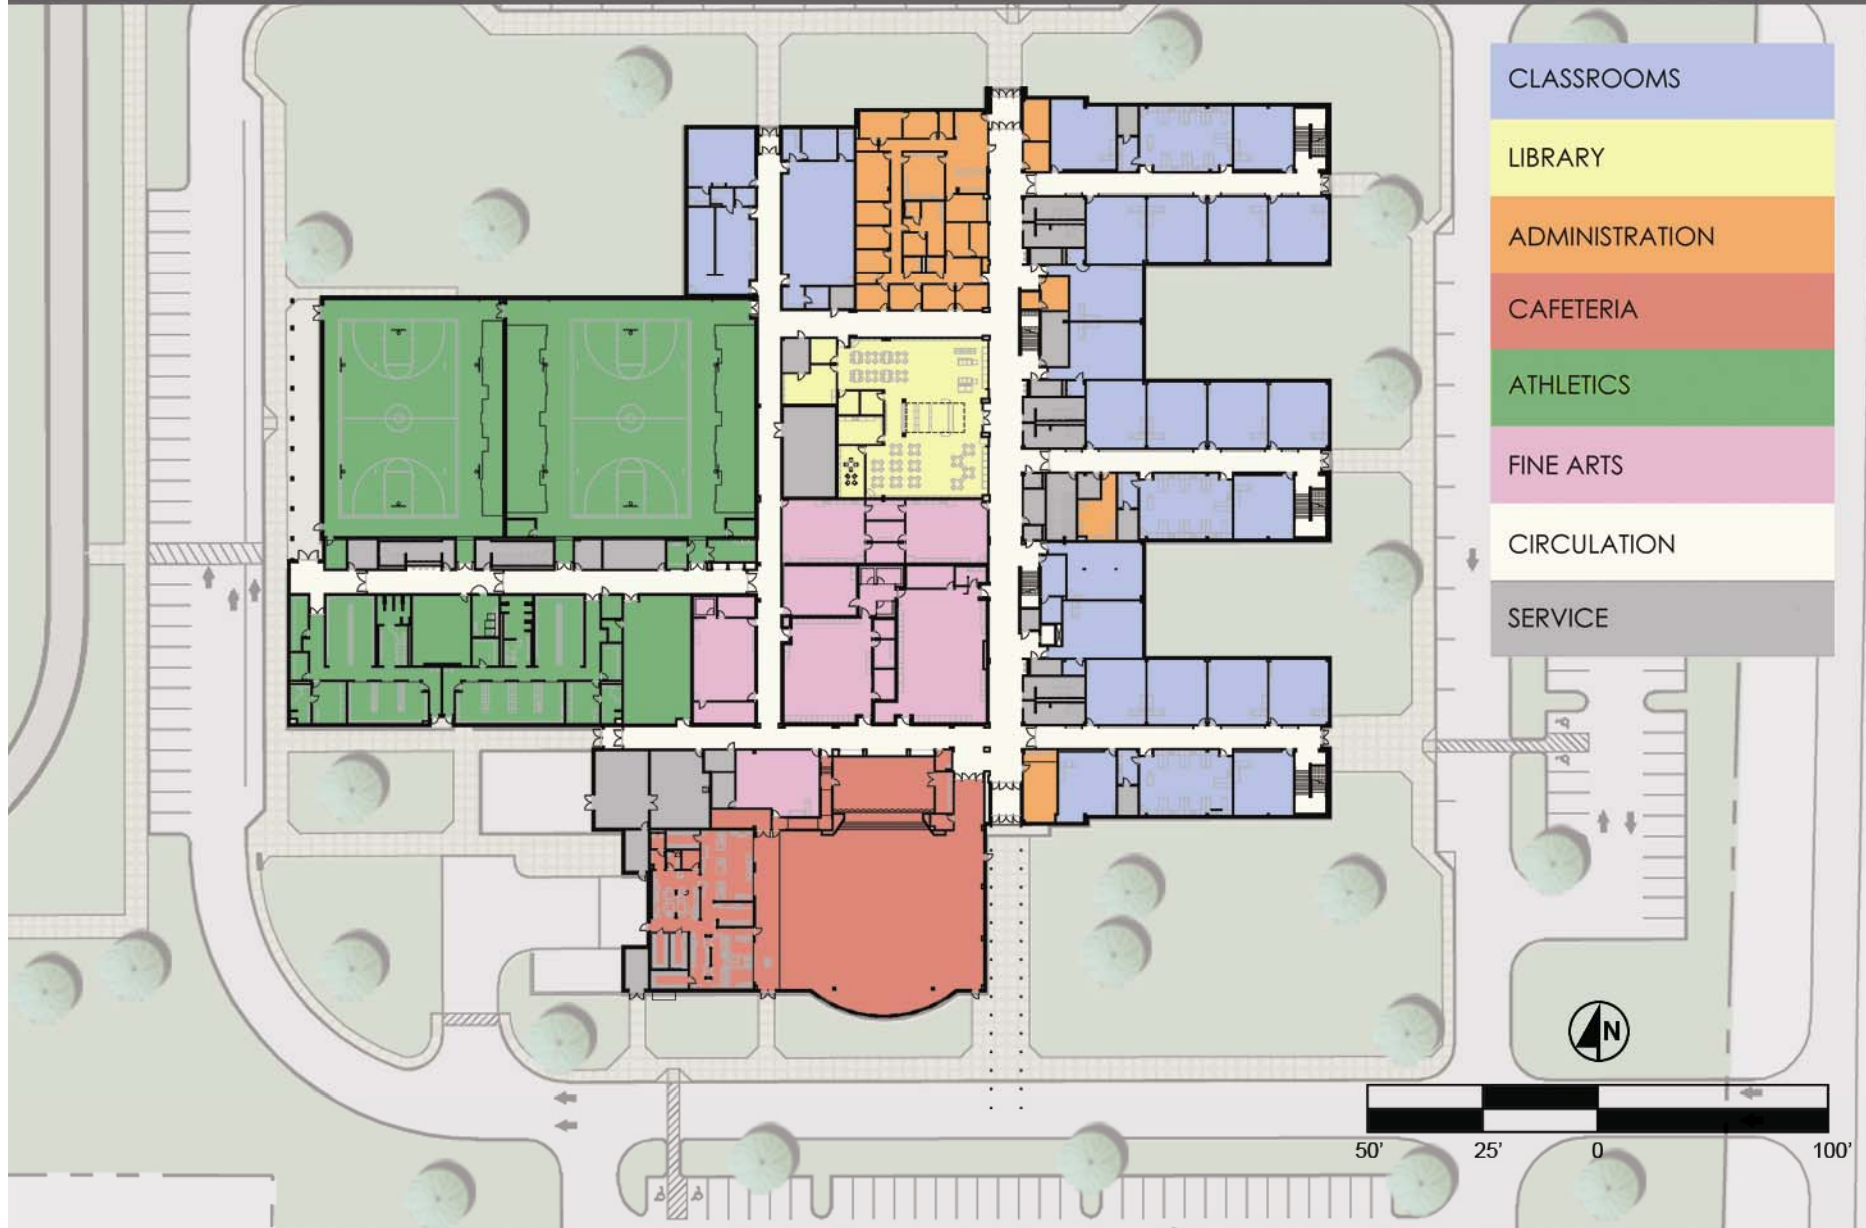 CLASSROOMS
LIBRARY
ADMINISTRATION
CAFETERIA
ATHLETICS
FINE ARTS
CIRCULATION
SERVICE
N
50' 25' 0 100'